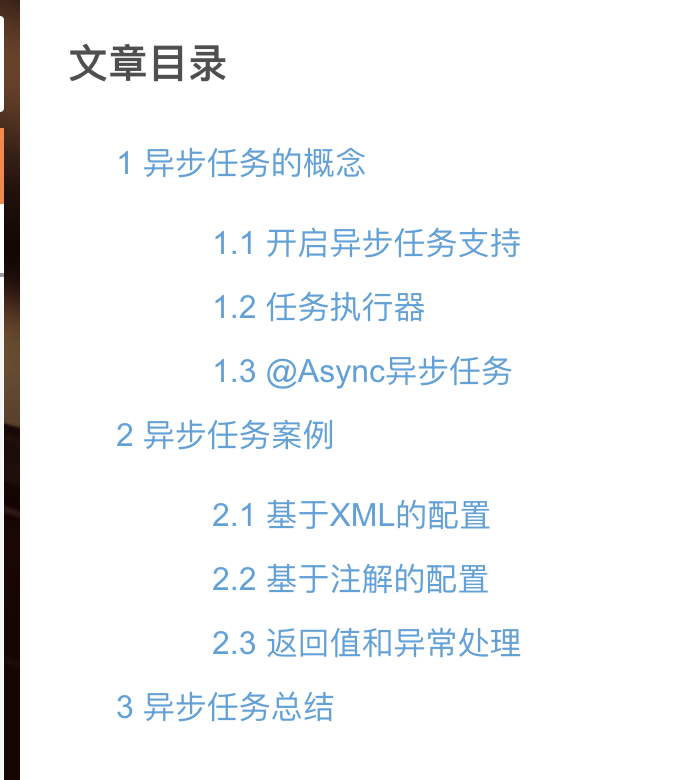 文章目录
1 异步任务的概念
1.1 开启异步任务支持
1.2 任务执行器
1.3 @Async异步任务
2 异步任务案例
2.1 基于XML的配置
2.2 基于注解的配置
2.3 返回值和异常处理
3 异步任务总结